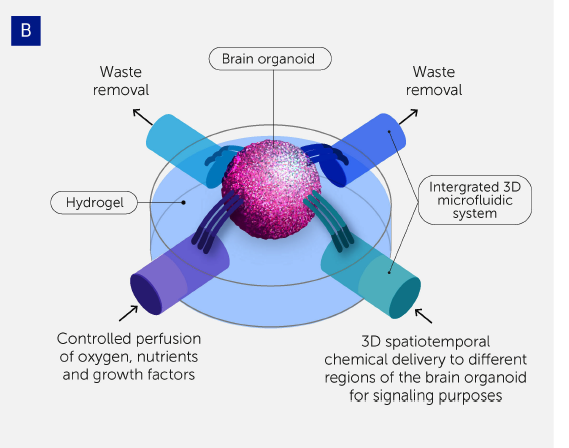 B
Brain organoid
Waste
removal
Waste
removal
Hydrogel
Intergrated 3D
microfluidic
system
Controlled perfusion
of oxygen, nutrients
and growth factors
3D spatiotemporal
chemical delivery to different
regions of the brain organoid
for signaling purposes